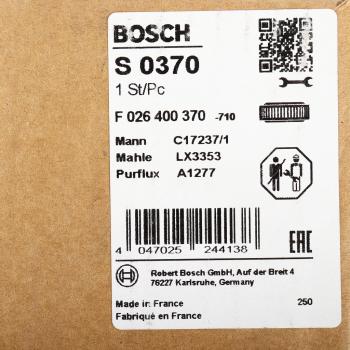 BOSCH
S 0370
1 St/Pc
F 026 400 370 -710
Mann C17237/1
Mahle LX3353
Purflux A1277
4 047025 244138
EAC
Robert Bosch GmbH, Auf der Breit 4
76227 Karlsruhe, Germany
Made in: France 250
Fabriqué en France